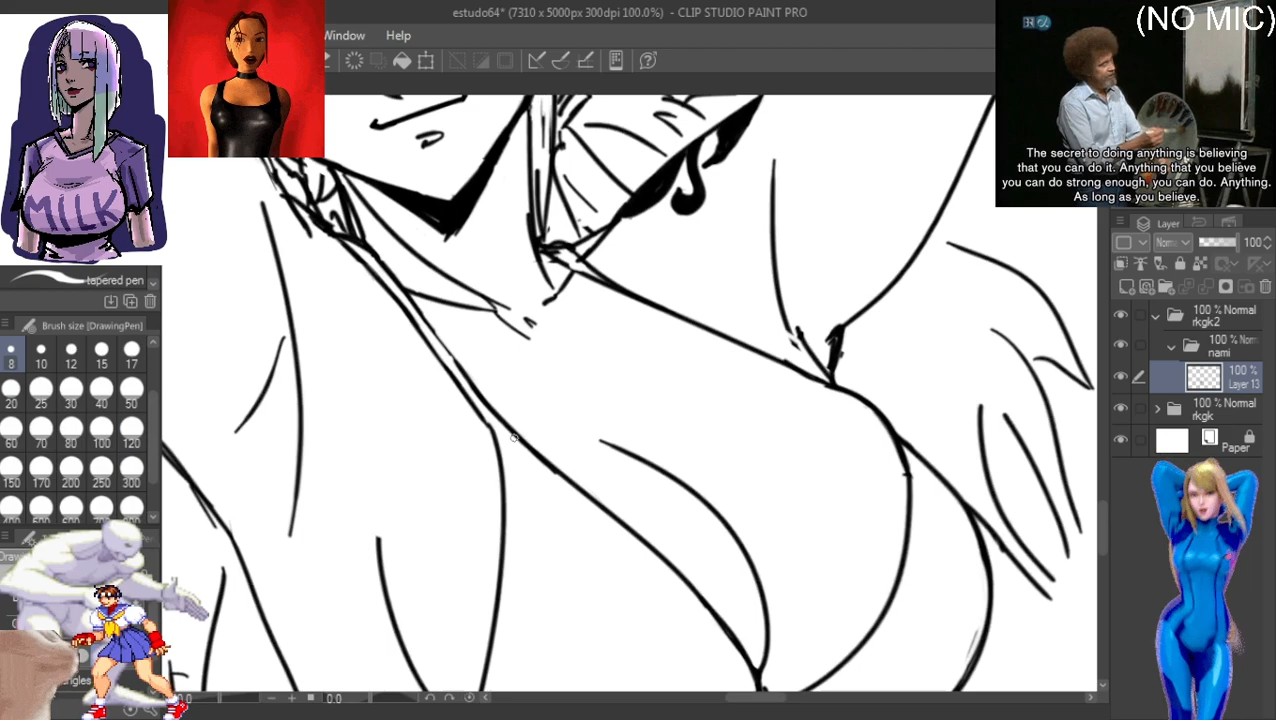 estudo64* (7310 x 5000px 300dpi 100.0%) - CLIP STUDIO PAINT PRO
Window
Help
(NO MIC)
The secret to doing anything is believing
that you can do it. Anything that you believe
you can do strong enough, you can do. Anything.
As long as you believe.
MILK
tapered pen
Brush size [DrawingPen]
8 10 12 15 17
20 25 30 40 50
60 70 80 100 120
150 170 200 250 300
Layer
100
100 % Normal
rkgk2
100 %
nami
100 %
Layer 13
100 % Normal
rkgk
Paper
0.0